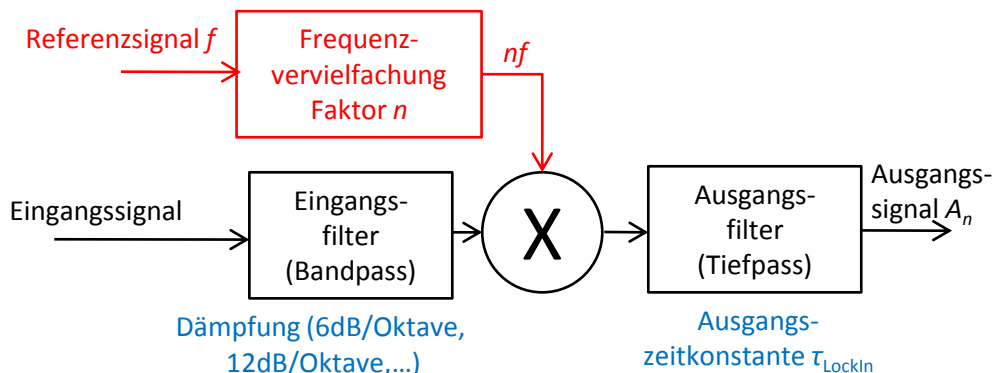 Referenzsignal f
Frequenz-
vervielfachung
Faktor n
nf
Eingangssignal
Eingangs-
filter
(Bandpass)
X
Ausgangs-
filter
(Tiefpass)
Ausgangs-
signal Aₙ
Dämpfung (6dB/Oktave,
12dB/Oktave,...)
Ausgangs-
zeitkonstante τLockIn